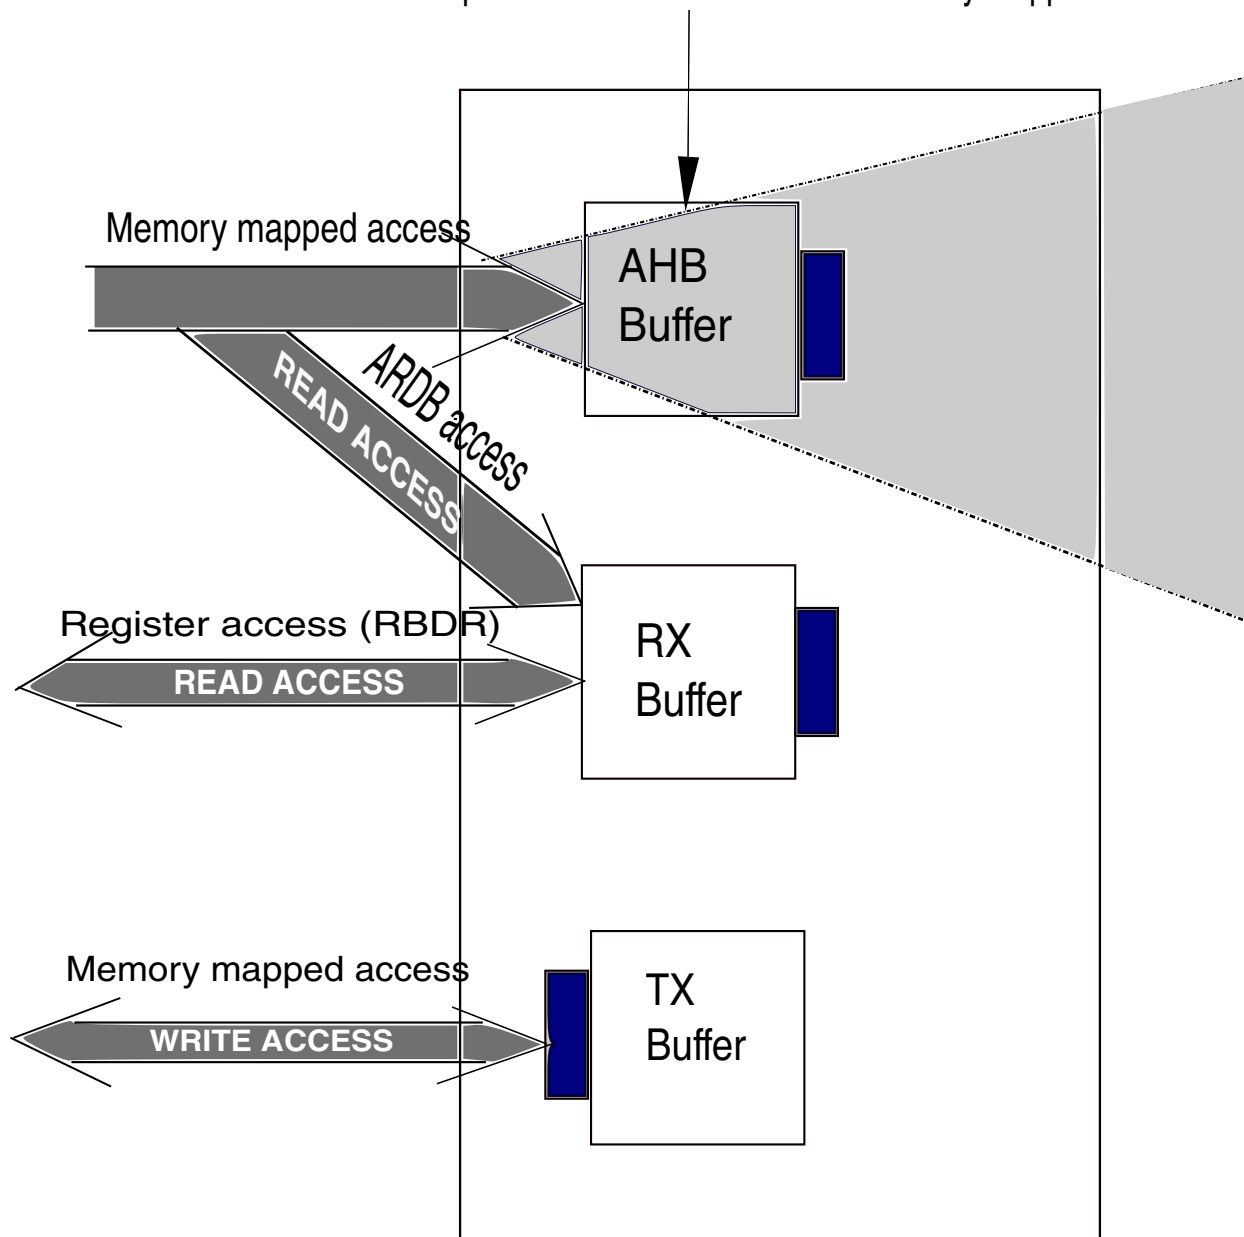 Memory mapped access
AHB
Buffer
ARDB access
READ ACCESS
Register access (RBDR)
READ ACCESS
RX
Buffer
Memory mapped access
WRITE ACCESS
TX
Buffer